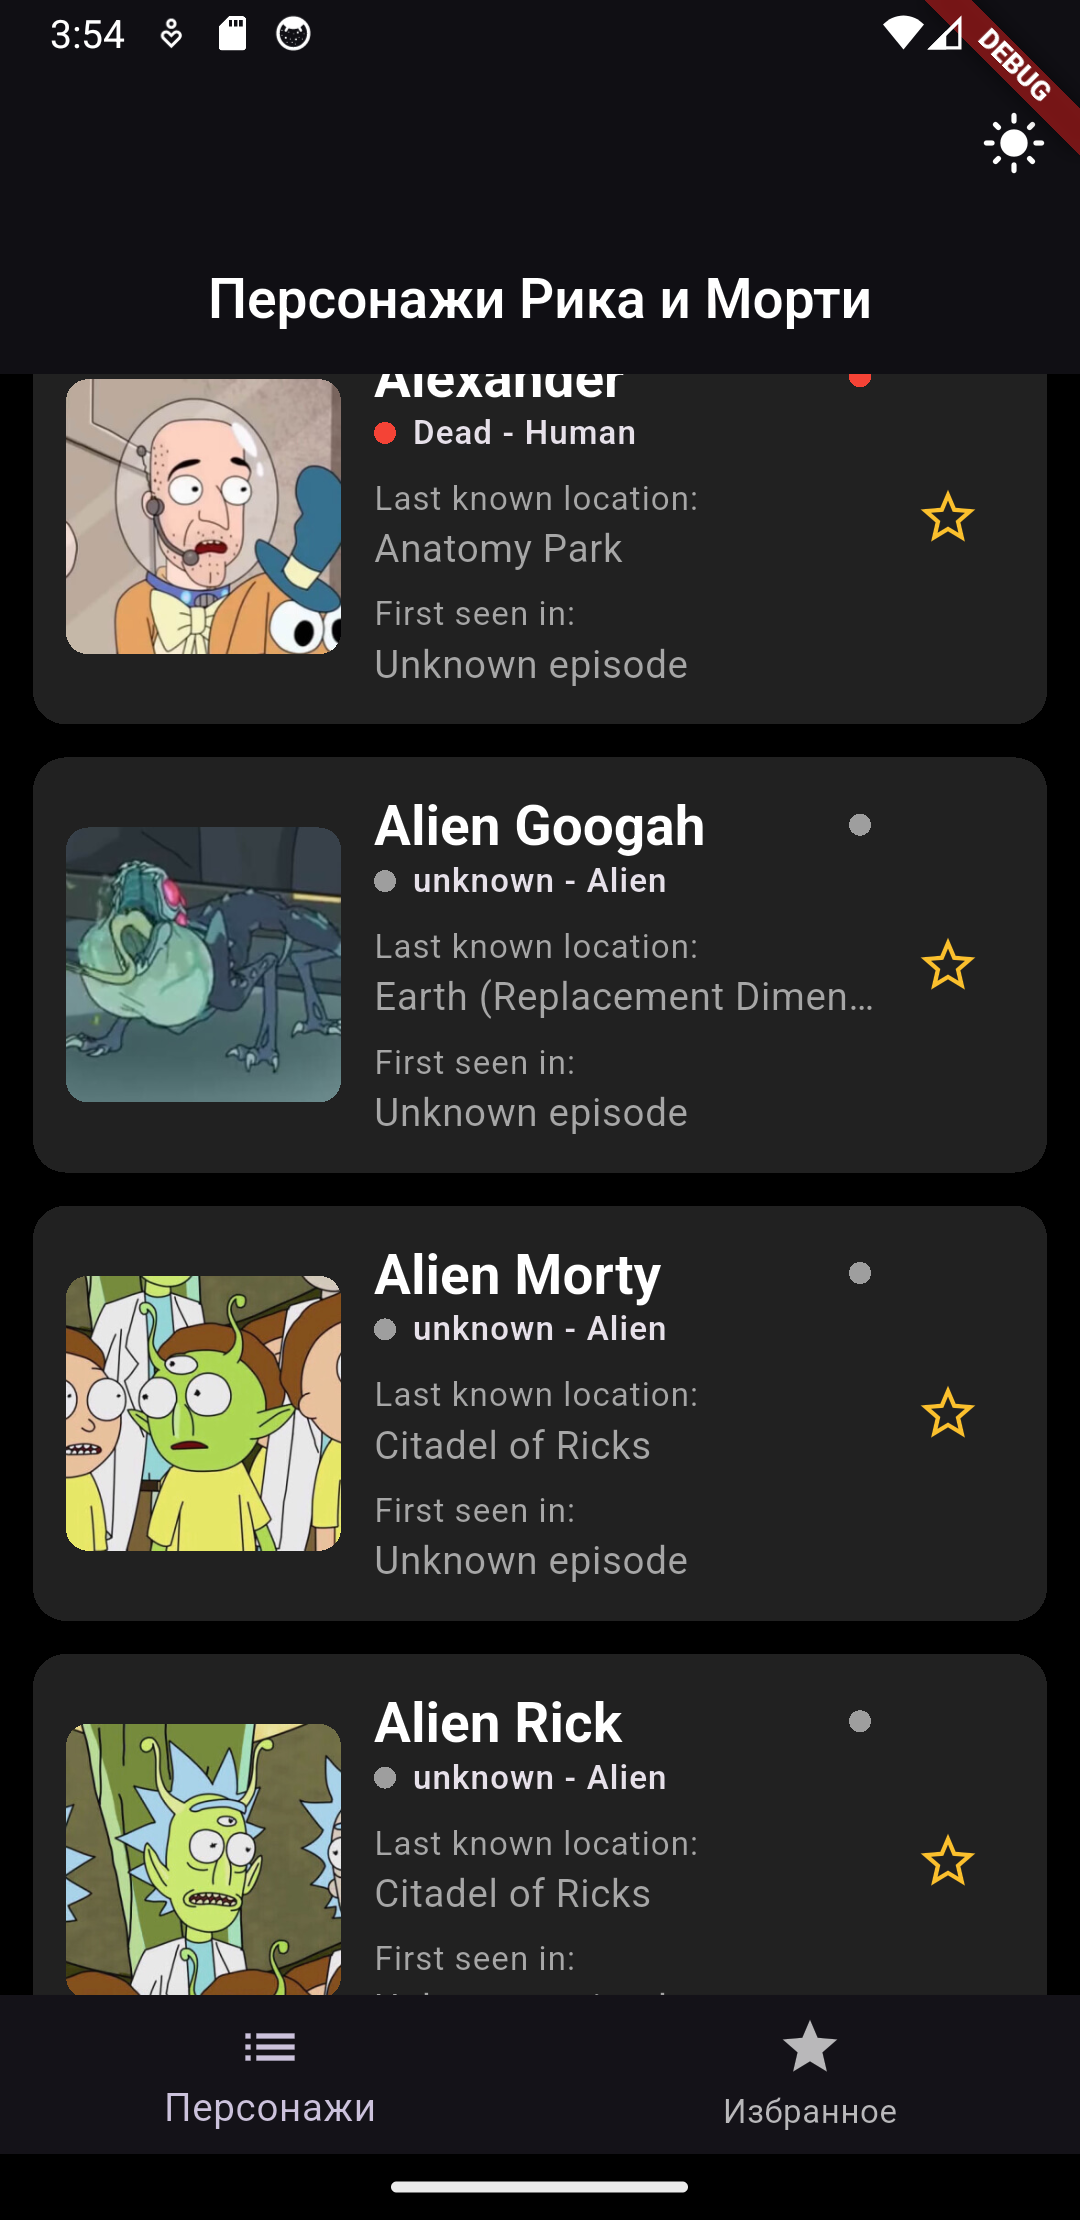 3:54
DEBUG
Персонажи Рика и Морти
Alexander
Dead - Human
Last known location:
Anatomy Park
First seen in:
Unknown episode
Alien Googah
unknown - Alien
Last known location:
Earth (Replacement Dimen...
First seen in:
Unknown episode
Alien Morty
unknown - Alien
Last known location:
Citadel of Ricks
First seen in:
Unknown episode
Alien Rick
unknown - Alien
Last known location:
Citadel of Ricks
First seen in:
Персонажи
Избранное